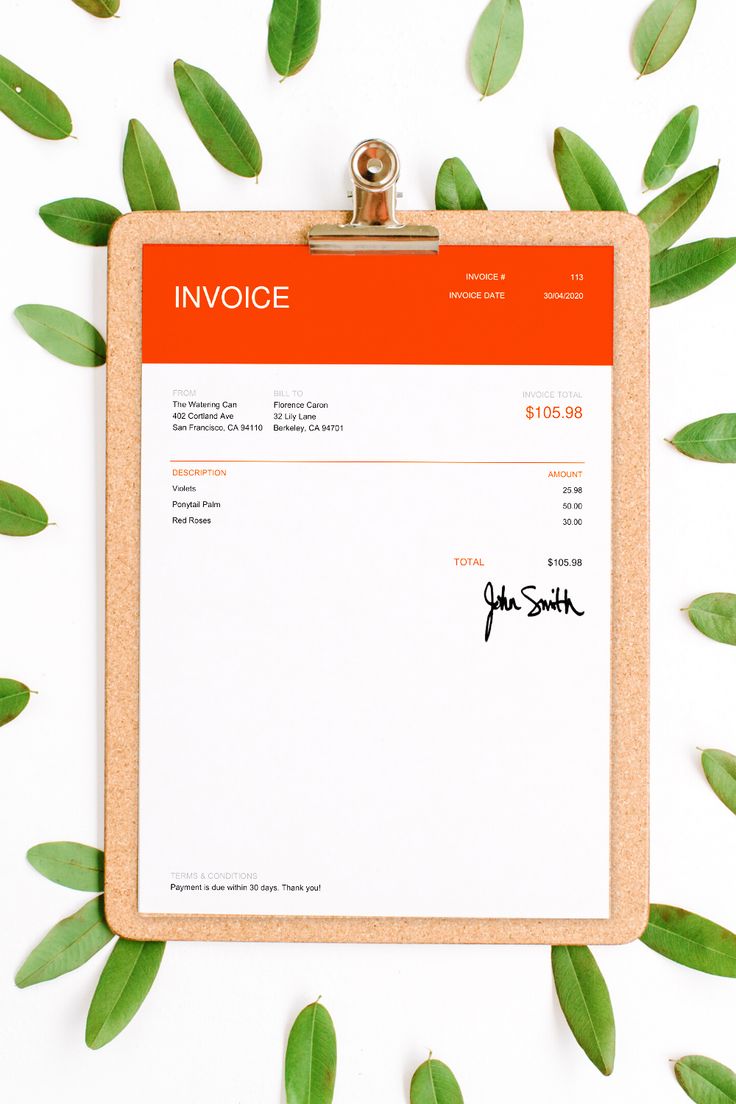 INVOICE
INVOICE # 113
INVOICE DATE 30/04/2020
FROM
The Watering Can
402 Cortland Ave
San Francisco, CA 94110
BILL TO
Florence Caron
32 Lily Lane
Berkeley, CA 94701
INVOICE TOTAL
$105.98
DESCRIPTION AMOUNT
Violets 25.98
Ponytail Palm 50.00
Red Roses 30.00
TOTAL $105.98
John Smith
TERMS & CONDITIONS
Payment is due within 30 days. Thank you!